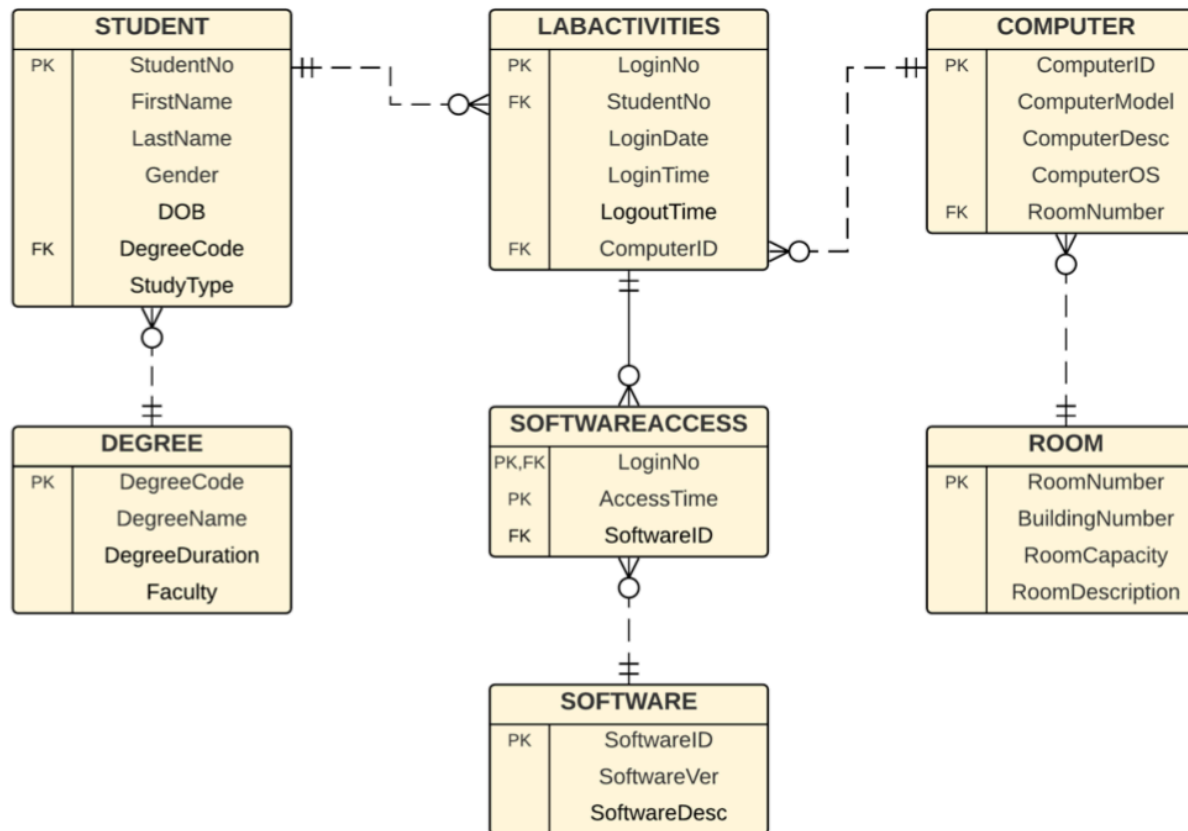 STUDENT
PK StudentNo
FirstName
LastName
Gender
DOB
FK DegreeCode
StudyType
LABACTIVITIES
PK LoginNo
FK StudentNo
LoginDate
LoginTime
LogoutTime
FK ComputerID
COMPUTER
PK ComputerID
ComputerModel
ComputerDesc
ComputerOS
FK RoomNumber
DEGREE
PK DegreeCode
DegreeName
DegreeDuration
Faculty
SOFTWAREACCESS
PK,FK LoginNo
PK AccessTime
FK SoftwareID
ROOM
PK RoomNumber
BuildingNumber
RoomCapacity
RoomDescription
SOFTWARE
PK SoftwareID
SoftwareVer
SoftwareDesc